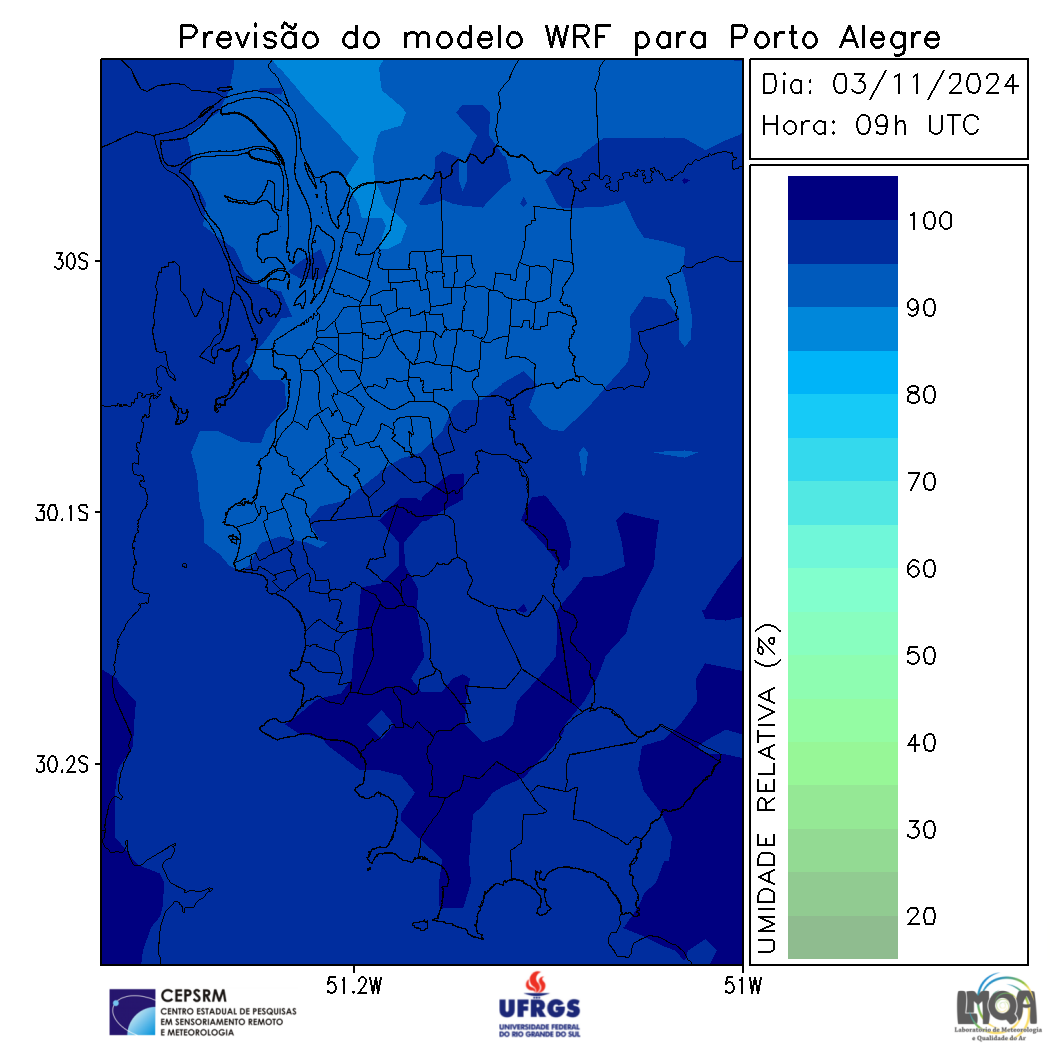 Previsão do modelo WRF para Porto Alegre
Dia: 03/11/2024
Hora: 09h UTC
100
90
80
70
60
50
40
30
20
UMIDADE RELATIVA (%)
30S
30.1S
30.2S
51.2W
51W
CEPSRM
CENTRO ESTADUAL DE PESQUISAS
EM SENSORIAMENTO REMOTO
E METEOROLOGIA
UFRGS
UNIVERSIDADE FEDERAL
DO RIO GRANDE DO SUL
LMQA
Laboratório de Meteorologia
e Qualidade do Ar